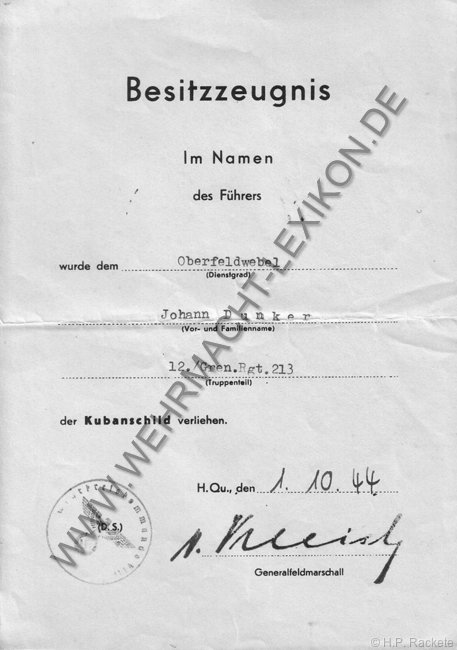 Besitzzeugnis
Im Namen
des Führers
wurde dem Oberfeldwebel
(Dienstgrad)
Johann Dunker
(Vor- und Familienname)
12./Gren.Rgt.213
(Truppenteil)
der Kubanschild verliehen.
H.Qu., den 1. 10. 44
(D.S.)
v. Kleist
Generalfeldmarschall
WWW.WEHRMACHT-LEXIKON.DE
© H.P. Rackete